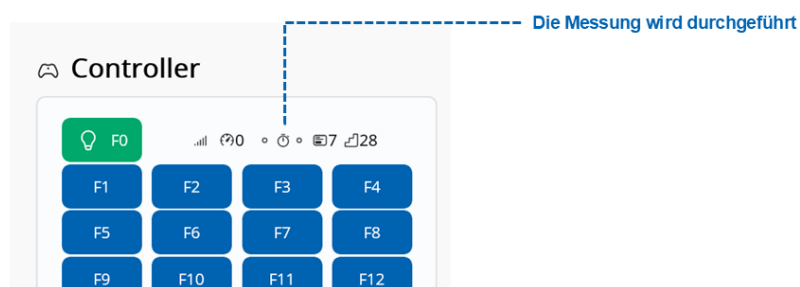 Die Messung wird durchgeführt
Controller
F0 0 7 28
F1 F2 F3 F4
F5 F6 F7 F8
F9 F10 F11 F12